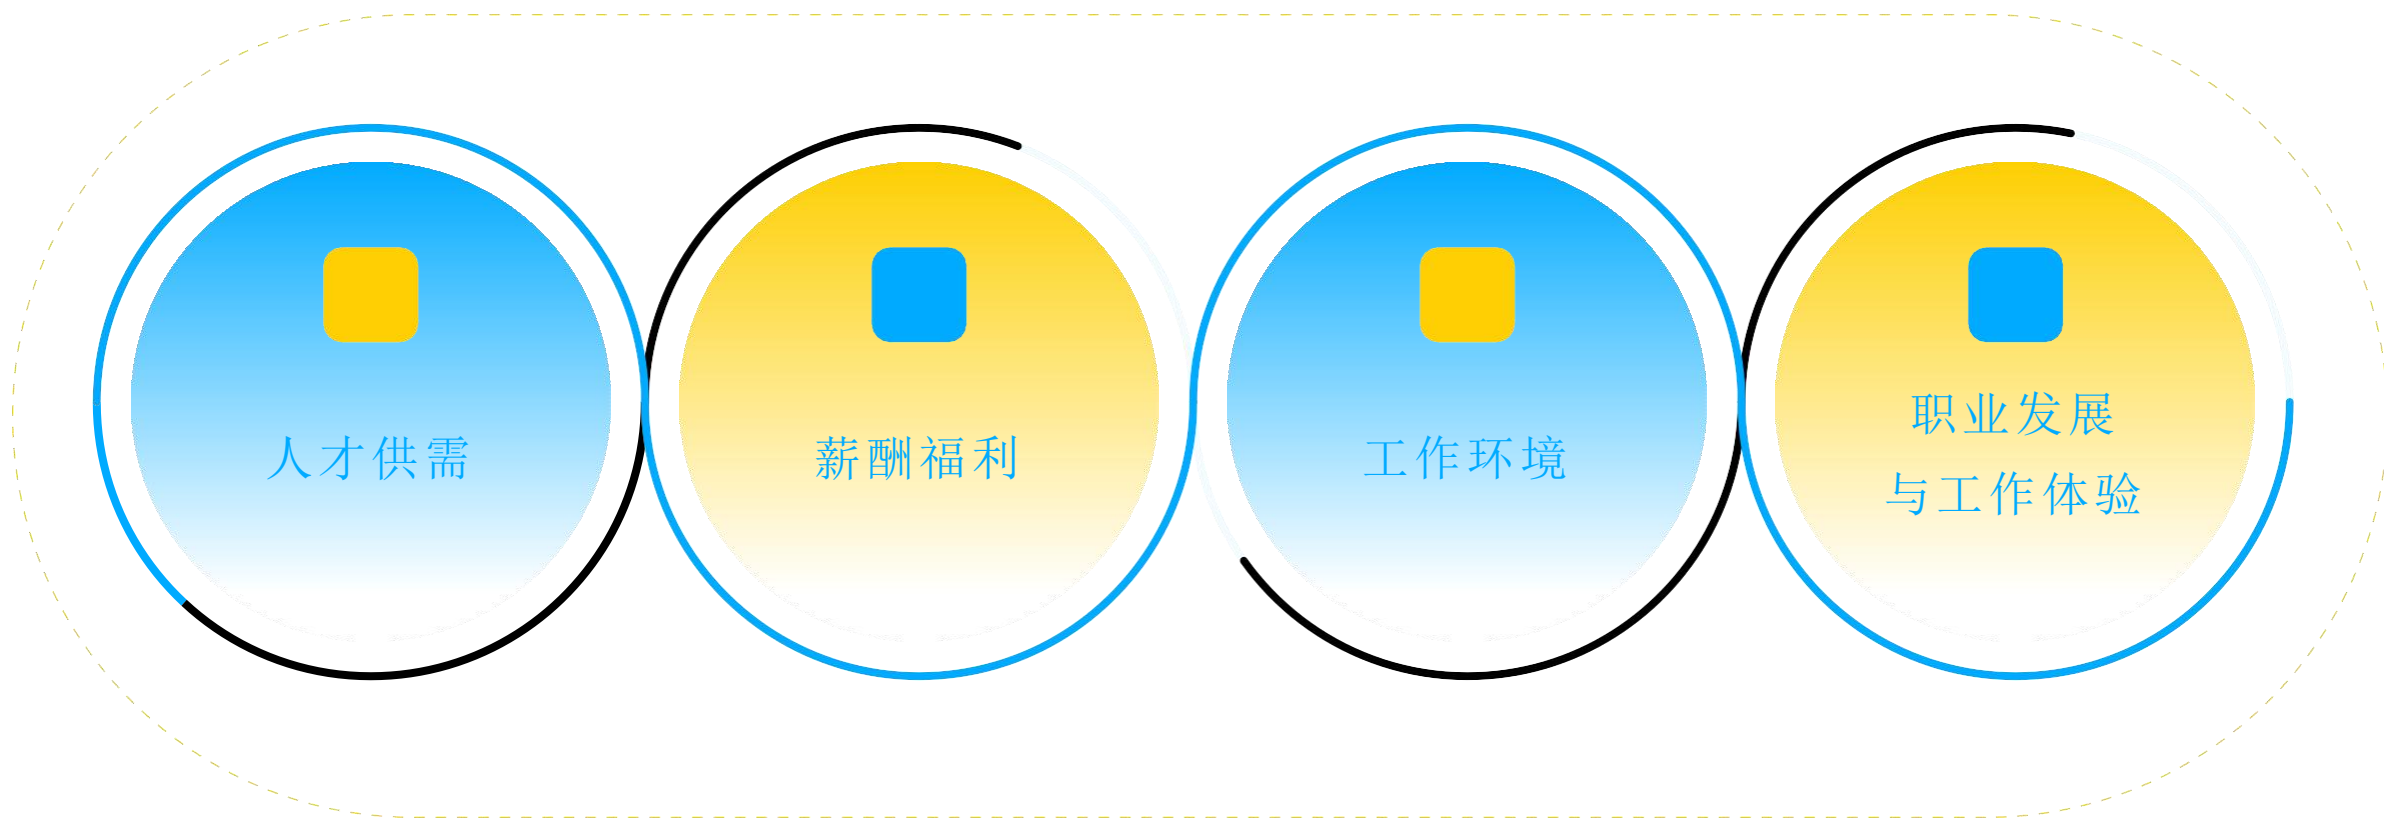 人才供需
薪酬福利
工作环境
职业发展
与工作体验